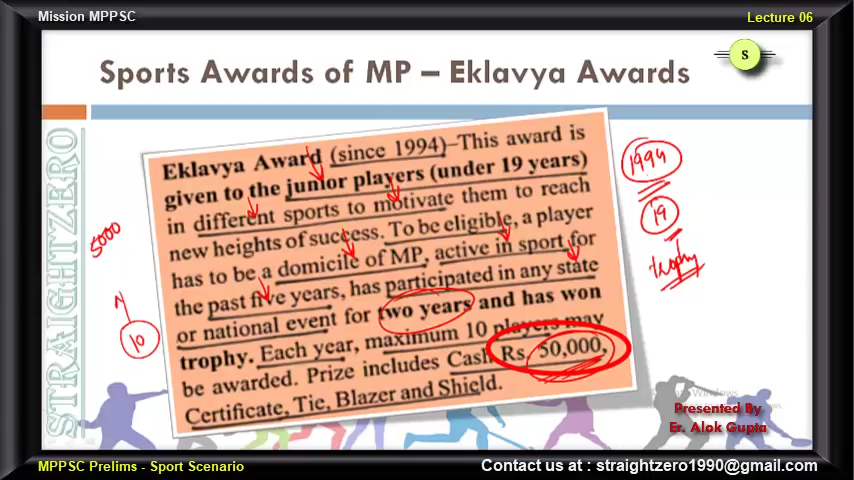 Mission MPPSC
Lecture 06
S
Sports Awards of MP – Eklavya Awards
STRAIGHTZERO
Eklavya Award (since 1994)–This award is
given to the junior players (under 19 years)
in different sports to motivate them to reach
new heights of success. To be eligible, a player
has to be a domicile of MP, active in sport for
the past five years, has participated in any state
or national event for two years and has won
trophy. Each year, maximum 10 players may
be awarded. Prize includes Cash Rs. 50,000,
Certificate, Tie, Blazer and Shield.
5000
10
1994
19
trophy
Windows
Presented By
Er. Alok Gupta
MPPSC Prelims - Sport Scenario
Contact us at : straightzero1990@gmail.com